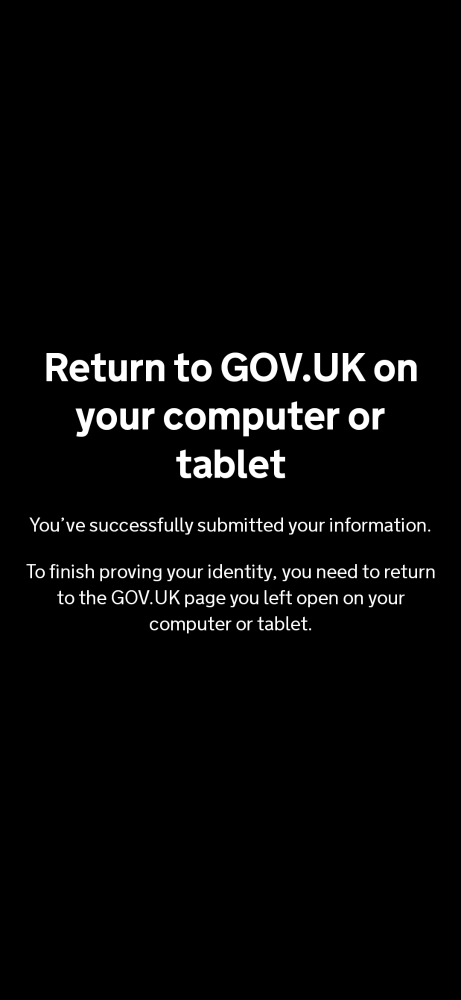 Return to GOV.UK on
your computer or
tablet
You’ve successfully submitted your information.
To finish proving your identity, you need to return
to the GOV.UK page you left open on your
computer or tablet.